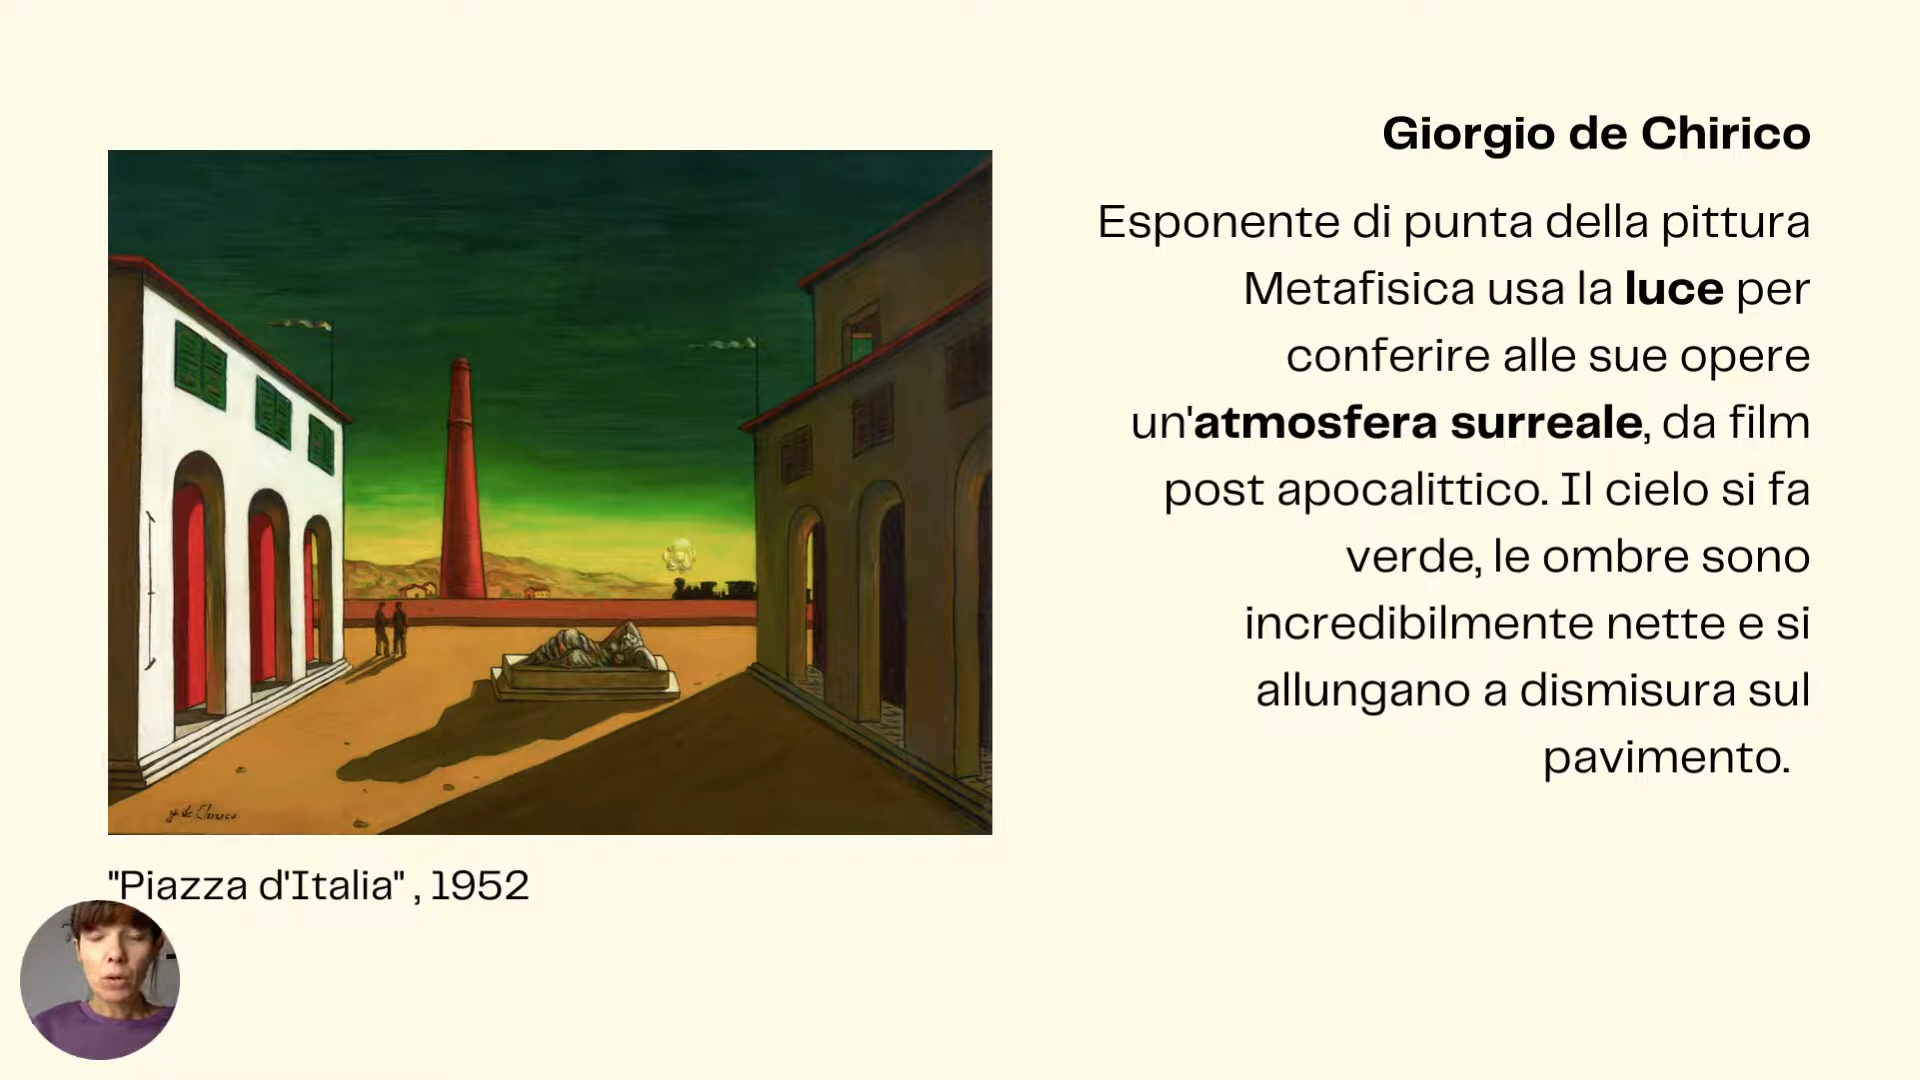 Giorgio de Chirico
Esponente di punta della pittura
Metafisica usa la luce per
conferire alle sue opere
un'atmosfera surreale, da film
post apocalittico. Il cielo si fa
verde, le ombre sono
incredibilmente nette e si
allungano a dismisura sul
pavimento.
g. de Chirico
"Piazza d'Italia" , 1952